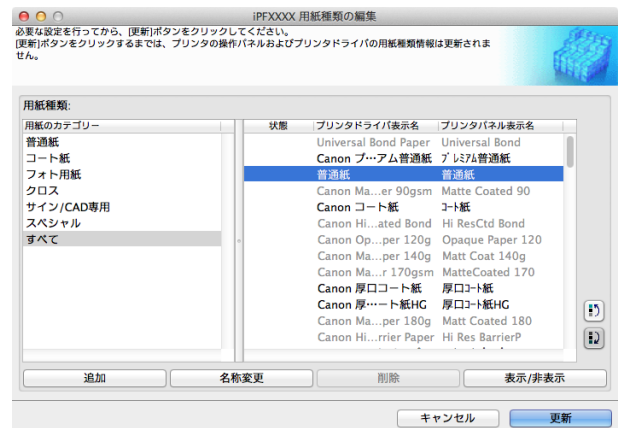 iPFXXXX 用紙種類の編集
必要な設定を行ってから、[更新]ボタンをクリックしてください。
[更新]ボタンをクリックするまでは、プリンタの操作パネルおよびプリンタドライバの用紙種類情報は更新されま
せん。
用紙種類:
用紙のカテゴリー 状態 プリンタドライバ表示名 プリンタパネル表示名
普通紙 Universal Bond Paper Universal Bond
コート紙 Canon プ…アム普通紙 プレミアム普通紙
フォト用紙 普通紙 普通紙
クロス Canon Ma...er 90gsm Matte Coated 90
サイン/CAD専用 Canon コート紙 コート紙
スペシャル Canon Hi...ated Bond Hi ResCtd Bond
すべて Canon Op...per 120g Opaque Paper 120
Canon Ma...per 140g Matt Coat 140g
Canon Ma...r 170gsm MatteCoated 170
Canon 厚口コート紙 厚口コート紙
Canon 厚……ト紙HG 厚口コート紙HG
Canon Ma...per 180g Matt Coated 180
Canon Hi...rrier Paper Hi Res BarrierP
追加 名称変更 削除 表示/非表示
キャンセル 更新